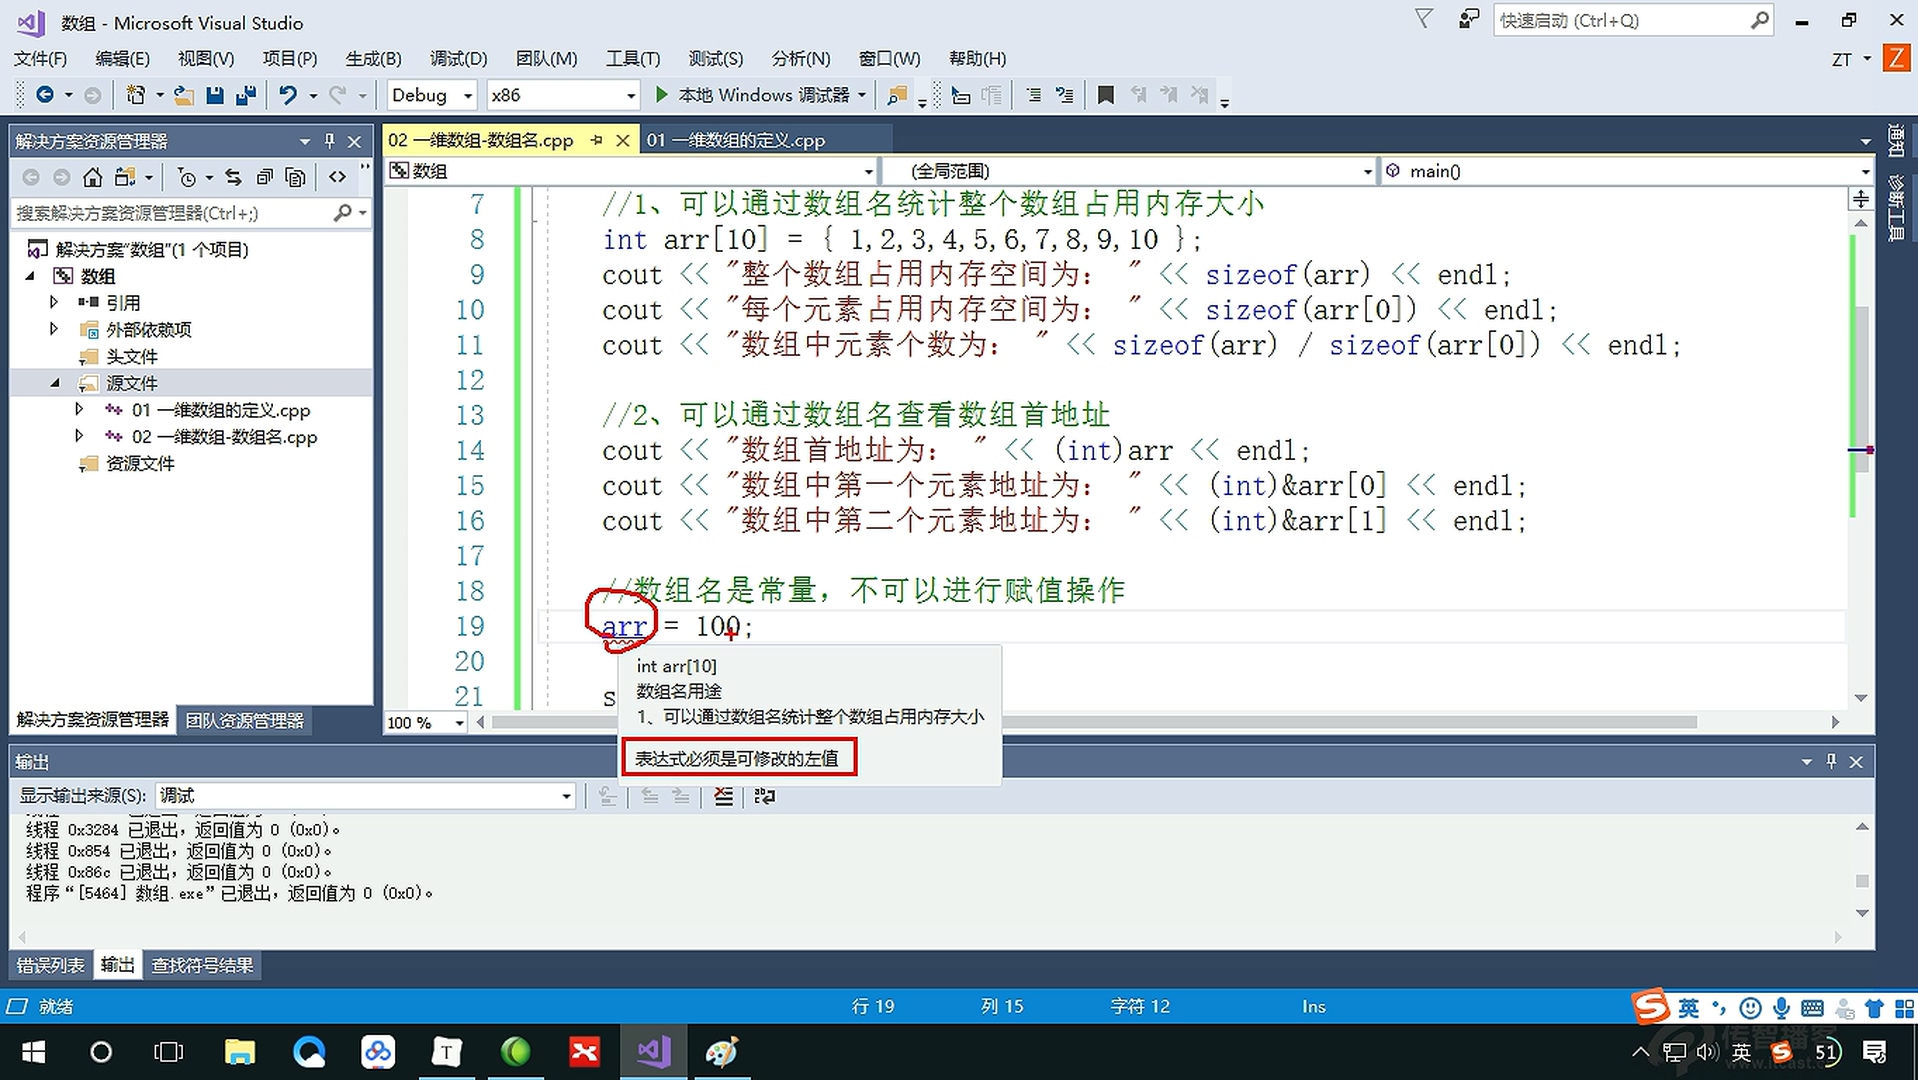 数组 - Microsoft Visual Studio
快速启动 (Ctrl+Q)
文件(F) 编辑(E) 视图(V) 项目(P) 生成(B) 调试(D) 团队(M) 工具(T) 测试(S) 分析(N) 窗口(W) 帮助(H)
ZT Z
Debug x86 本地 Windows 调试器
解决方案资源管理器
搜索解决方案资源管理器(Ctrl+;)
解决方案"数组"(1 个项目)
数组
引用
外部依赖项
头文件
源文件
01 一维数组的定义.cpp
02 一维数组-数组名.cpp
资源文件
解决方案资源管理器 团队资源管理器
02 一维数组-数组名.cpp 01 一维数组的定义.cpp
数组 (全局范围) main()
7 //1、可以通过数组名统计整个数组占用内存大小
8 int arr[10] = { 1,2,3,4,5,6,7,8,9,10 };
9 cout << "整个数组占用内存空间为： " << sizeof(arr) << endl;
10 cout << "每个元素占用内存空间为： " << sizeof(arr[0]) << endl;
11 cout << "数组中元素个数为： " << sizeof(arr) / sizeof(arr[0]) << endl;
12
13 //2、可以通过数组名查看数组首地址
14 cout << "数组首地址为： " << (int)arr << endl;
15 cout << "数组中第一个元素地址为： " << (int)&arr[0] << endl;
16 cout << "数组中第二个元素地址为： " << (int)&arr[1] << endl;
17
18 //数组名是常量，不可以进行赋值操作
19 arr = 100;
20
21 s
int arr[10]
数组名用途
1、可以通过数组名统计整个数组占用内存大小
表达式必须是可修改的左值
100 %
通知
诊断工具
输出
显示输出来源(S): 调试
线程 0x3284 已退出，返回值为 0 (0x0)。
线程 0x854 已退出，返回值为 0 (0x0)。
线程 0x86c 已退出，返回值为 0 (0x0)。
程序“[5464] 数组.exe”已退出，返回值为 0 (0x0)。
错误列表 输出 查找符号结果
就绪 行 19 列 15 字符 12 Ins
英
英 51
传智播客